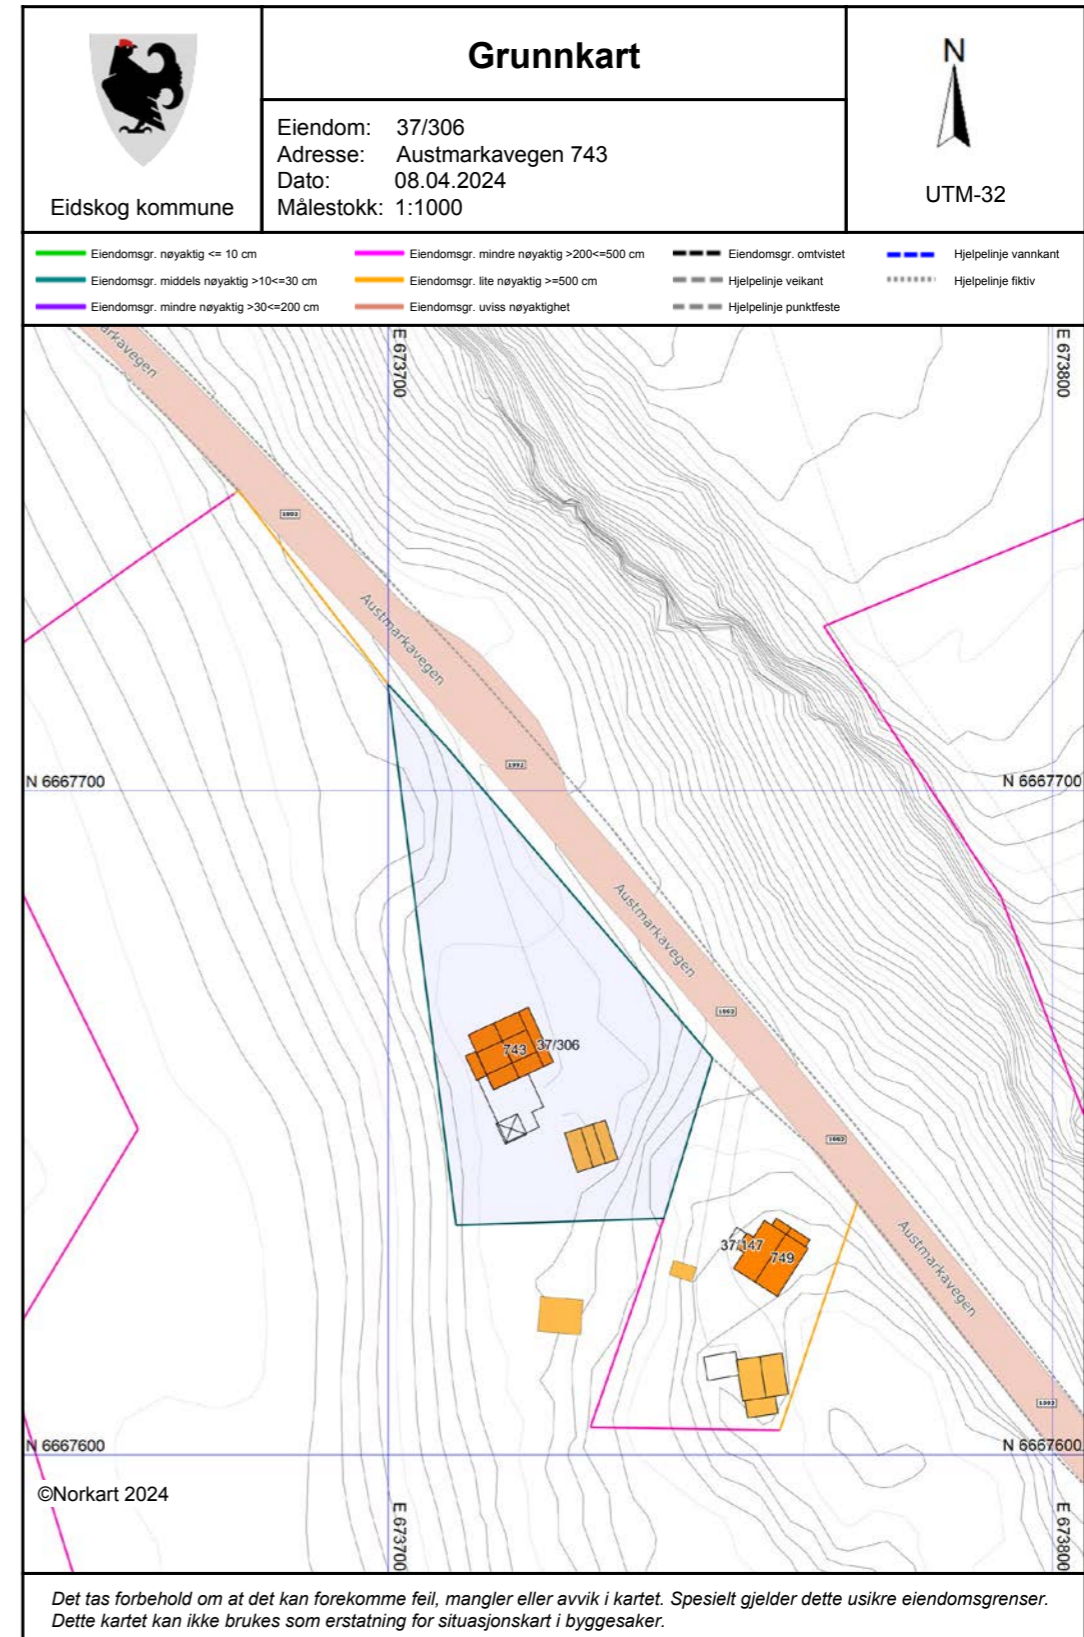 Grunnkart
Eidskog kommune
Eiendom: 37/306
Adresse: Austmarkavegen 743
Dato: 08.04.2024
Målestokk: 1:1000
N
UTM-32
Eiendomsgr. nøyaktig <= 10 cm
Eiendomsgr. middels nøyaktig >10<=30 cm
Eiendomsgr. mindre nøyaktig >30<=200 cm
Eiendomsgr. mindre nøyaktig >200<=500 cm
Eiendomsgr. lite nøyaktig >=500 cm
Eiendomsgr. uviss nøyaktighet
Eiendomsgr. omtvistet
Hjelpelinje veikant
Hjelpelinje punktfeste
Hjelpelinje vannkant
Hjelpelinje fiktiv
arkavegen
E 673700
E 673800
Austmarkavegen
N 6667700
N 6667700
Austmarkavegen
743
37/306
37/147
749
Austmarkavegen
N 6667600
N 6667600
©Norkart 2024
E 673700
E 673800
Det tas forbehold om at det kan forekomme feil, mangler eller avvik i kartet. Spesielt gjelder dette usikre eiendomsgrenser.
Dette kartet kan ikke brukes som erstatning for situasjonskart i byggesaker.